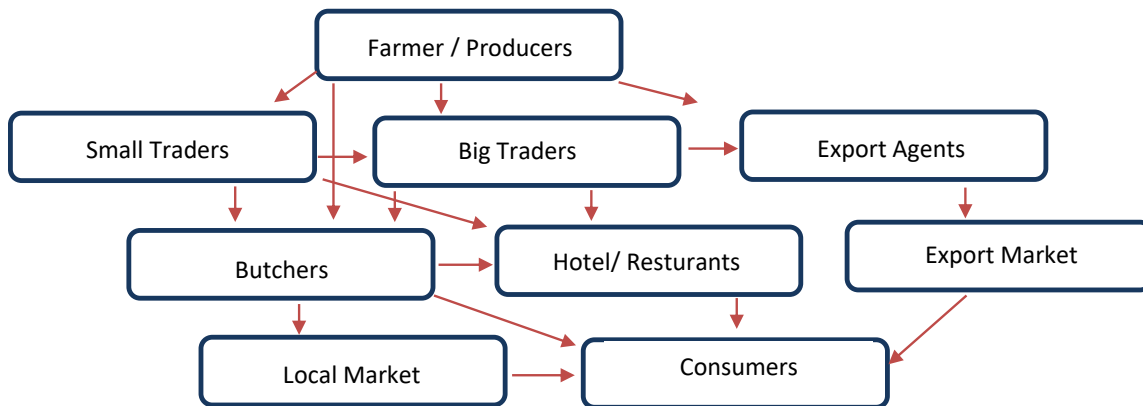 Farmer / Producers
Small Traders
Big Traders
Export Agents
Butchers
Hotel/ Resturants
Export Market
Local Market
Consumers